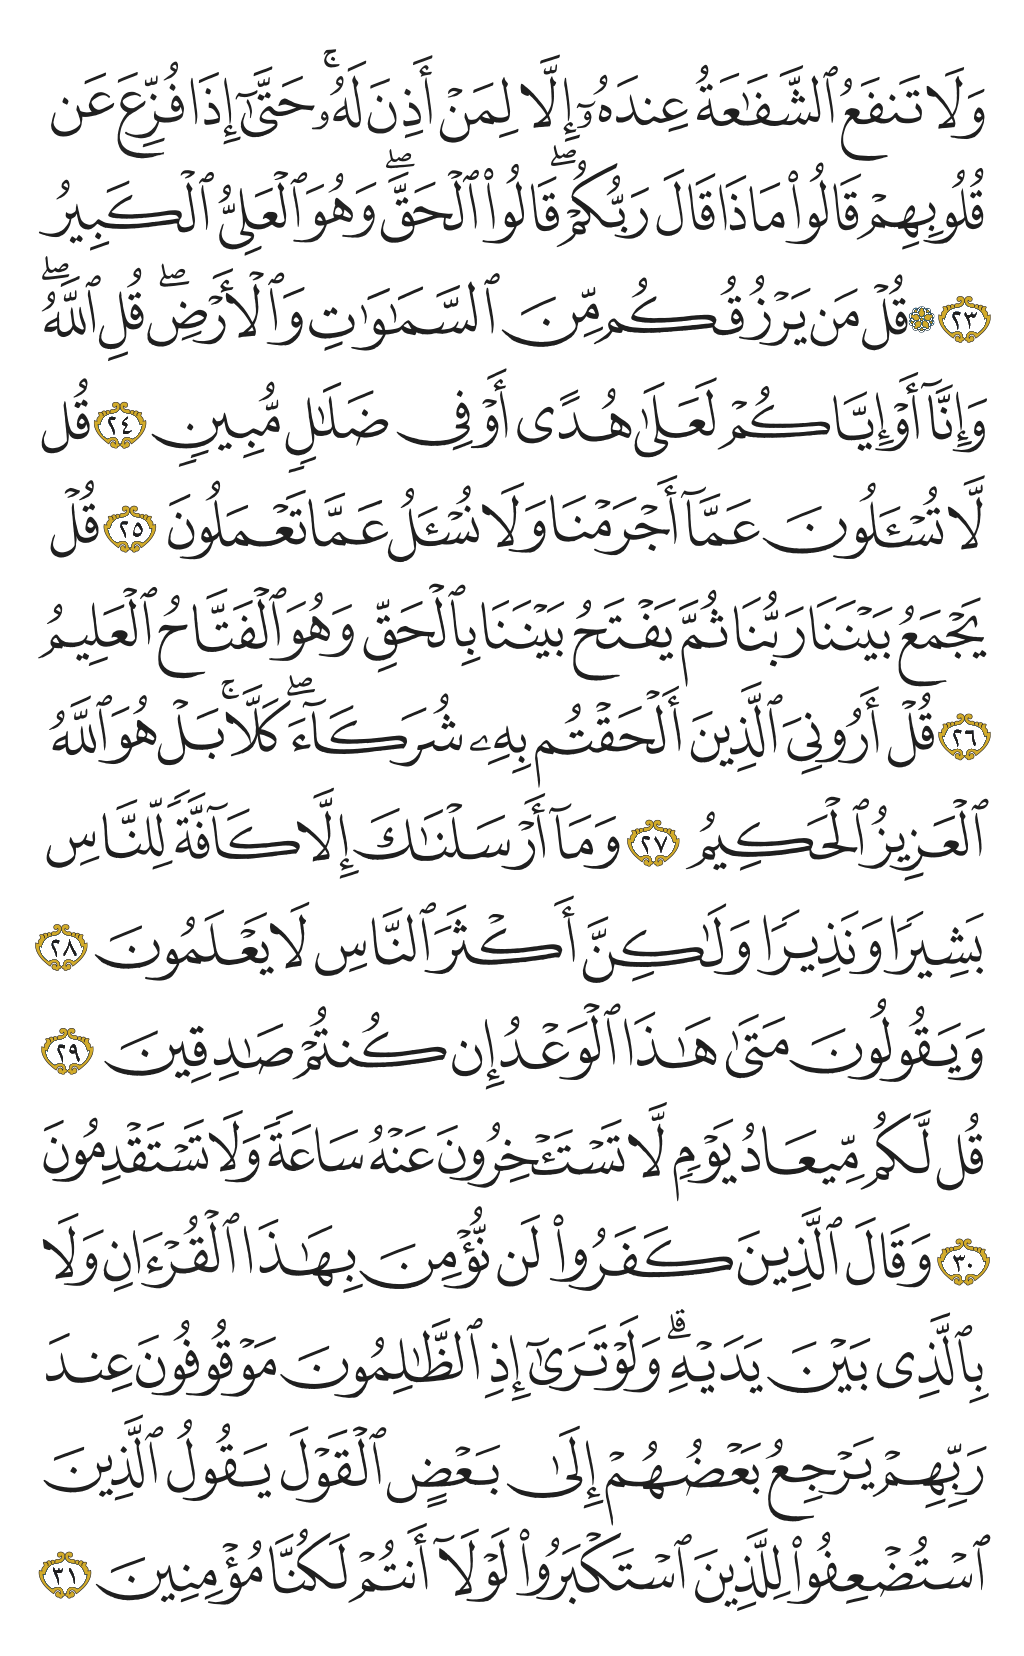 وَلَا تَنفَعُ ٱلشَّفَٰعَةُ عِندَهُۥٓ إِلَّا لِمَنۡ أَذِنَ لَهُۥۚ حَتَّىٰٓ إِذَا فُزِّعَ عَن
قُلُوبِهِمۡ قَالُواْ مَاذَا قَالَ رَبُّكُمۡۖ قَالُواْ ٱلۡحَقَّۖ وَهُوَ ٱلۡعَلِيُّ ٱلۡكَبِيرُ
٢٣ ۞ قُلۡ مَن يَرۡزُقُكُم مِّنَ ٱلسَّمَٰوَٰتِ وَٱلۡأَرۡضِۖ قُلِ ٱللَّهُۖ
وَإِنَّآ أَوۡ إِيَّاكُمۡ لَعَلَىٰ هُدًى أَوۡ فِي ضَلَٰلٖ مُّبِينٖ ٢٤ قُل
لَّا تُسۡـَٔلُونَ عَمَّآ أَجۡرَمۡنَا وَلَا نُسۡـَٔلُ عَمَّا تَعۡمَلُونَ ٢٥ قُلۡ
يَجۡمَعُ بَيۡنَنَا رَبُّنَا ثُمَّ يَفۡتَحُ بَيۡنَنَا بِٱلۡحَقِّ وَهُوَ ٱلۡفَتَّاحُ ٱلۡعَلِيمُ
٢٦ قُلۡ أَرُونِيَ ٱلَّذِينَ أَلۡحَقۡتُم بِهِۦ شُرَكَآءَۖ كَلَّاۚ بَلۡ هُوَ ٱللَّهُ
ٱلۡعَزِيزُ ٱلۡحَكِيمُ ٢٧ وَمَآ أَرۡسَلۡنَٰكَ إِلَّا كَآفَّةٗ لِّلنَّاسِ
بَشِيرٗا وَنَذِيرٗا وَلَٰكِنَّ أَكۡثَرَ ٱلنَّاسِ لَا يَعۡلَمُونَ ٢٨
وَيَقُولُونَ مَتَىٰ هَٰذَا ٱلۡوَعۡدُ إِن كُنتُمۡ صَٰدِقِينَ ٢٩
قُل لَّكُم مِّيعَادُ يَوۡمٖ لَّا تَسۡتَـٔۡخِرُونَ عَنۡهُ سَاعَةٗ وَلَا تَسۡتَقۡدِمُونَ
٣٠ وَقَالَ ٱلَّذِينَ كَفَرُواْ لَن نُّؤۡمِنَ بِهَٰذَا ٱلۡقُرۡءَانِ وَلَا
بِٱلَّذِي بَيۡنَ يَدَيۡهِۗ وَلَوۡ تَرَىٰٓ إِذِ ٱلظَّٰلِمُونَ مَوۡقُوفُونَ عِندَ
رَبِّهِمۡ يَرۡجِعُ بَعۡضُهُمۡ إِلَىٰ بَعۡضٍ ٱلۡقَوۡلَ يَقُولُ ٱلَّذِينَ
ٱسۡتُضۡعِفُواْ لِلَّذِينَ ٱسۡتَكۡبَرُواْ لَوۡلَآ أَنتُمۡ لَكُنَّا مُؤۡمِنِينَ ٣١